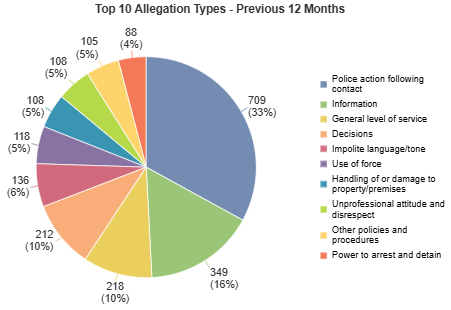 Top 10 Allegation Types - Previous 12 Months
88
(4%)
105
(5%)
108
(5%)
108
(5%)
118
(5%)
136
(6%)
212
(10%)
218
(10%)
349
(16%)
709
(33%)
Police action following
contact
Information
General level of service
Decisions
Impolite language/tone
Use of force
Handling of or damage to
property/premises
Unprofessional attitude and
disrespect
Other policies and
procedures
Power to arrest and detain